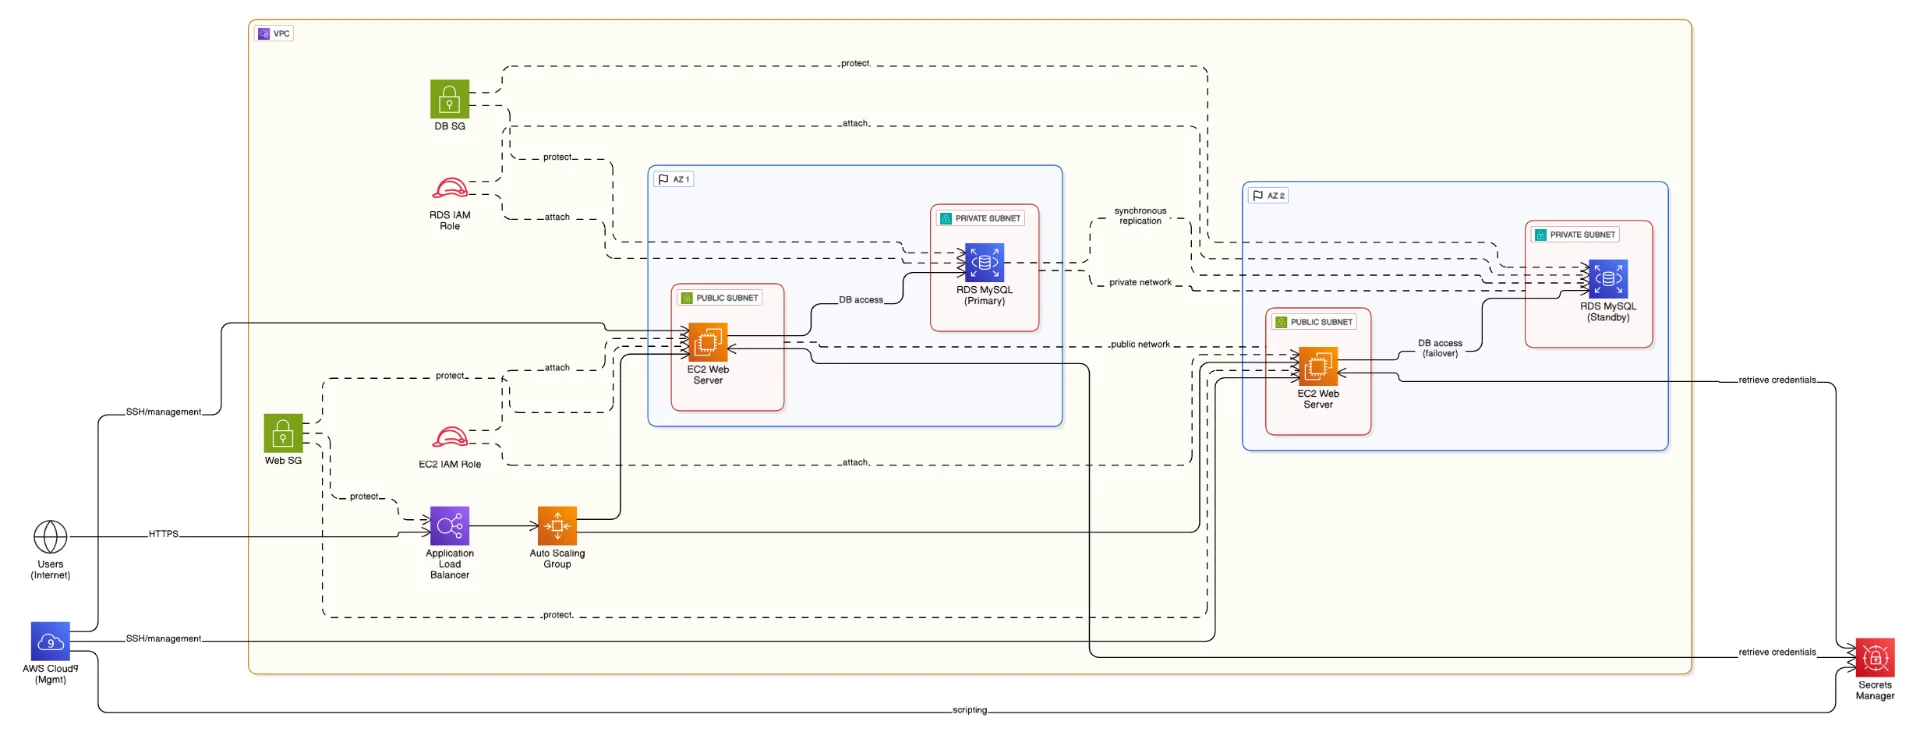 VPC
protect
DB SG
attach
protect
AZ 1
AZ 2
RDS IAM
Role
attach
PRIVATE SUBNET
synchronous
replication
PRIVATE SUBNET
RDS MySQL
(Primary)
private network
RDS MySQL
(Standby)
PUBLIC SUBNET
DB access
PUBLIC SUBNET
public network
DB access
(failover)
EC2 Web
Server
attach
protect
EC2 Web
Server
retrieve credentials
SSH/management
Web SG
EC2 IAM Role
attach
protect
HTTPS
Users
(Internet)
Application
Load
Balancer
Auto Scaling
Group
protect
SSH/management
AWS Cloud9
(Mgmt)
9
retrieve credentials
Secrets
Manager
scripting